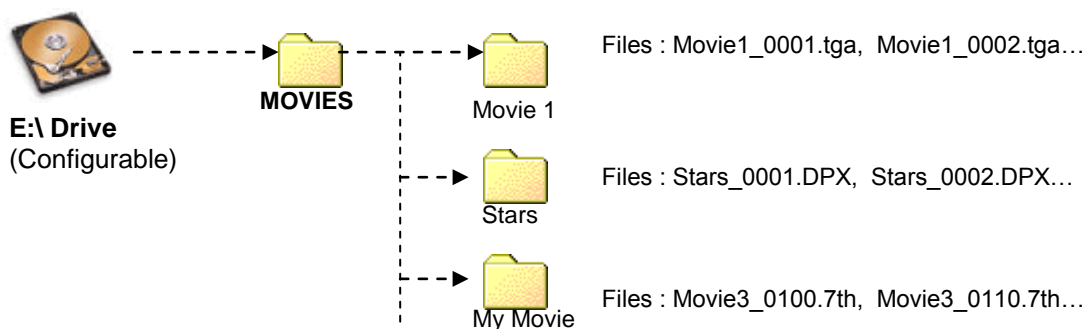 Files : Movie1_0001.tga, Movie1_0002.tga…
MOVIES
Movie 1
E:\ Drive
(Configurable)
Files : Stars_0001.DPX, Stars_0002.DPX…
Stars
Files : Movie3_0100.7th, Movie3_0110.7th…
My Movie